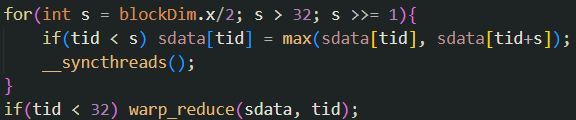 for(int s = blockDim.x/2; s > 32; s >>= 1){
    if(tid < s) sdata[tid] = max(sdata[tid], sdata[tid+s]);
    __syncthreads();
}
if(tid < 32) warp_reduce(sdata, tid);